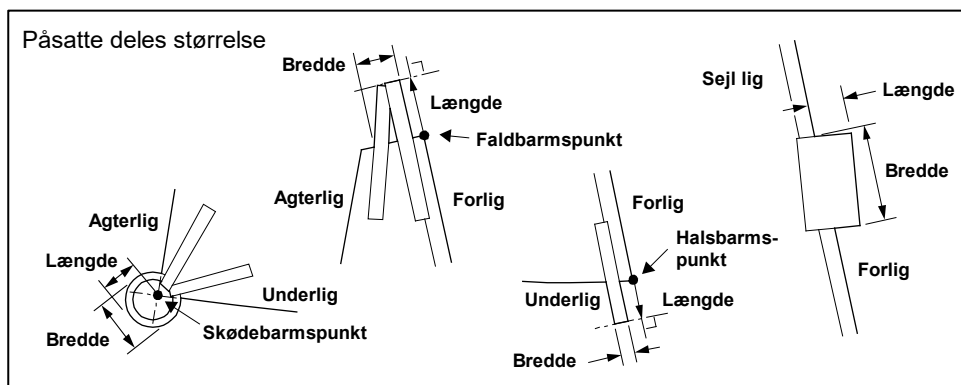 Påsatte deles størrelse
Bredde
Længde
Faldbarmspunkt
Agterlig
Forlig
Agterlig
Længde
Underlig
Skødebarmspunkt
Bredde
Forlig
Halsbarms-
punkt
Underlig
Længde
Bredde
Sejl lig
Længde
Bredde
Forlig